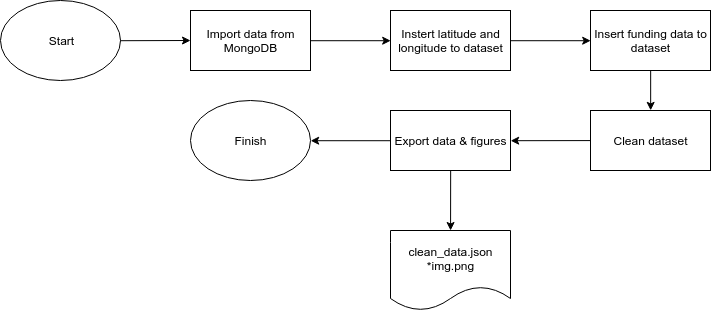 Start
Import data from
MongoDB
Instert latitude and
longitude to dataset
Insert funding data to
dataset
Finish
Export data & figures
Clean dataset
clean_data.json
*img.png